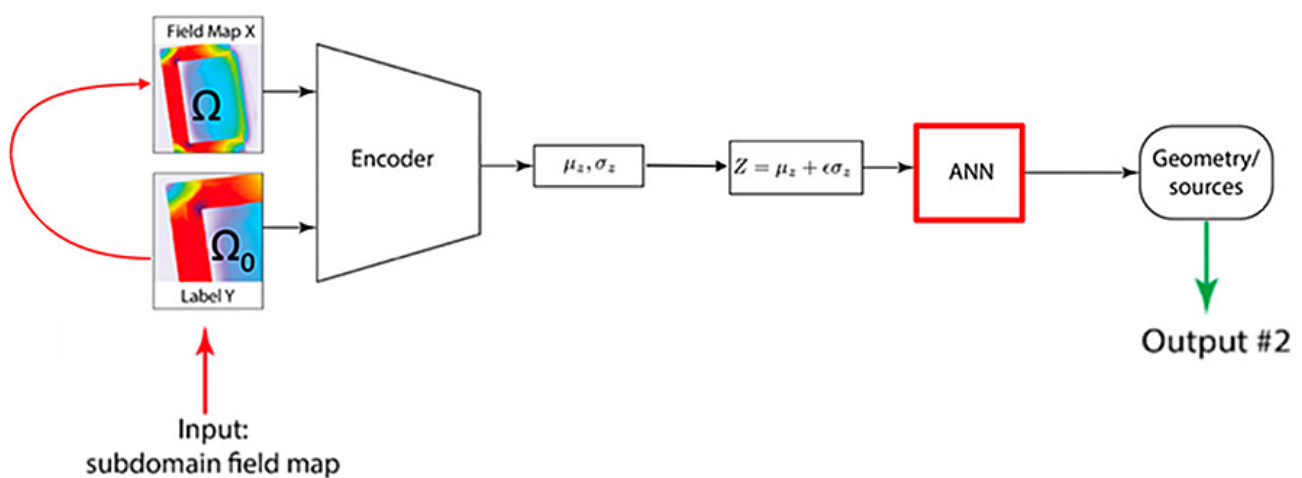 Field Map X
Ω
Encoder
μz, σz
Z = μz + ϵσz
ANN
Geometry/
sources
Ω0
Label Y
Output #2
Input:
subdomain field map